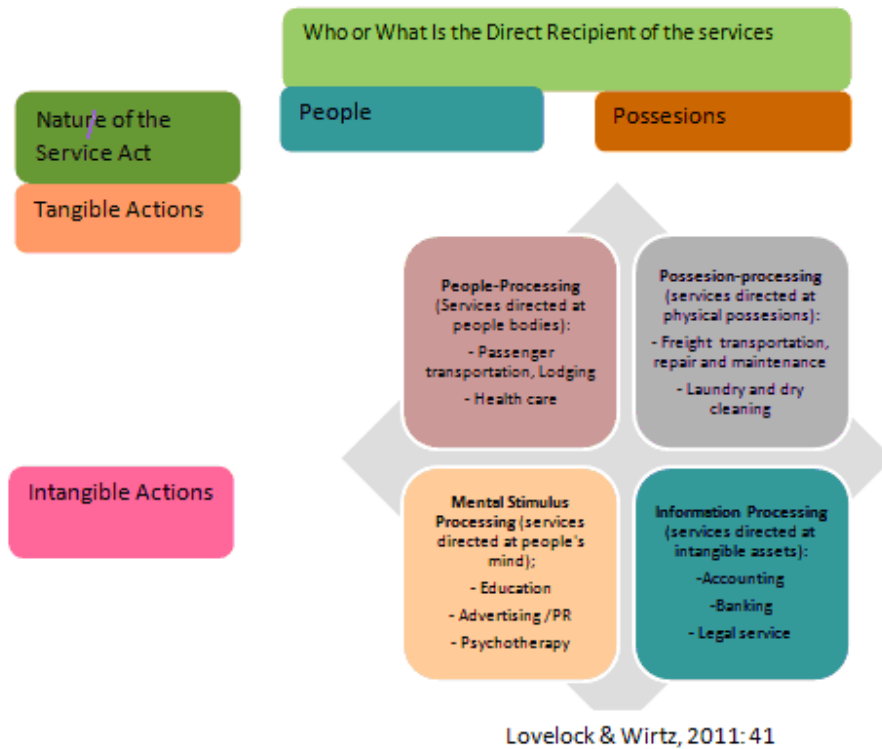 Who or What Is the Direct Recipient of the services
People
Possesions
Nature of the
Service Act
Tangible Actions
People-Processing
(Services directed at
people bodies):
- Passenger
transportation, Lodging
- Health care
Possesion-processing
(services directed at
physical possesions):
- Freight transportation,
repair and maintenance
- Laundry and dry
cleaning
Intangible Actions
Mental Stimulus
Processing (services
directed at people's
mind);
- Education
- Advertising /PR
- Psychotherapy
Information Processing
(services directed at
intangible assets):
-Accounting
-Banking
- Legal service
Lovelock & Wirtz, 2011: 41